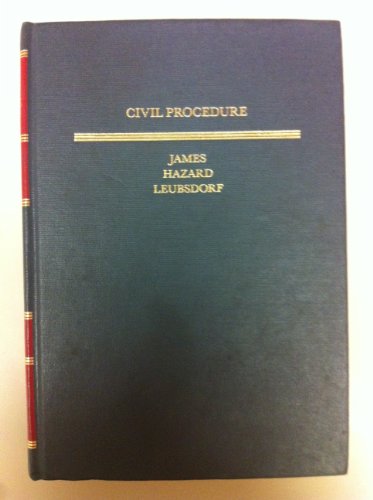 CIVIL PROCEDURE
JAMES
HAZARD
LEUBSDORF